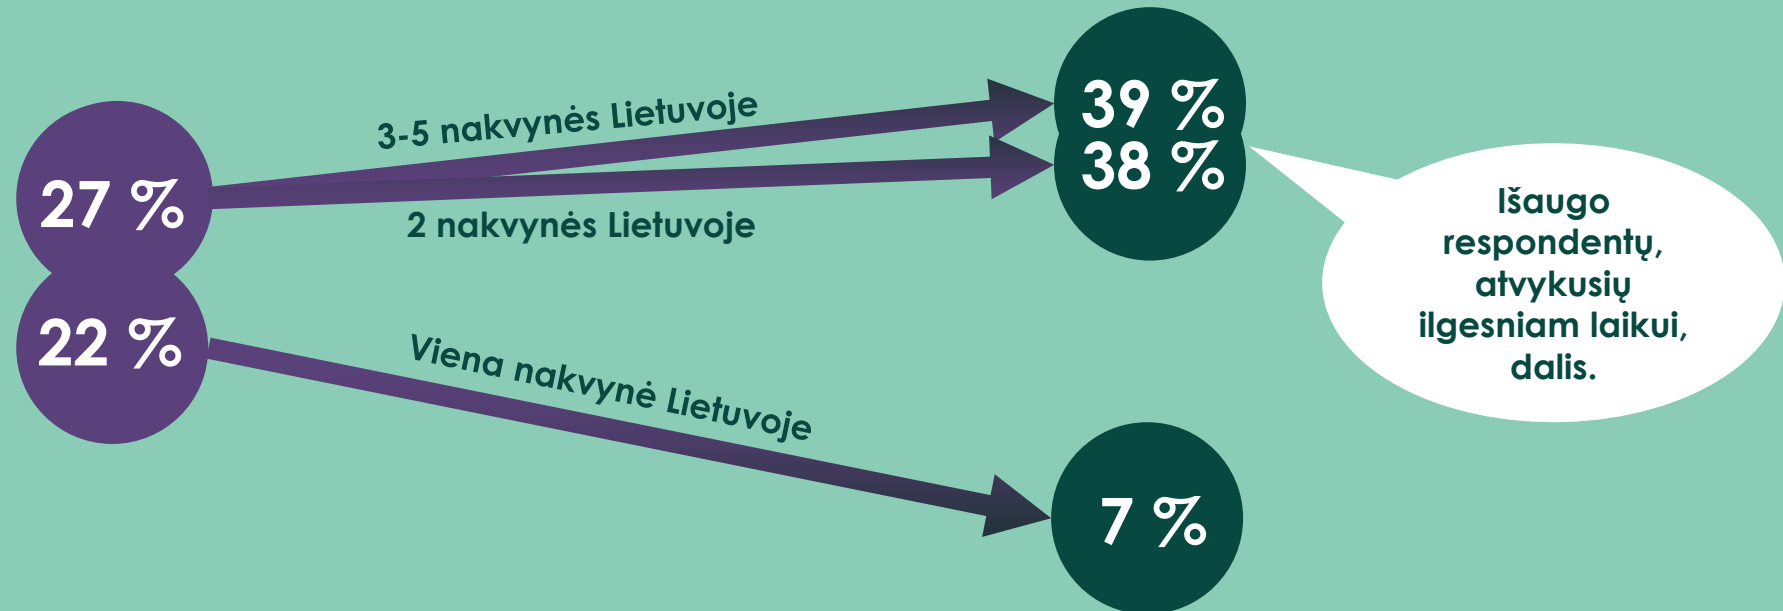 27 %
22 %
3-5 nakvynės Lietuvoje
2 nakvynės Lietuvoje
Viena nakvynė Lietuvoje
39 %
38 %
7 %
Išaugo
respondentų,
atvykusių
ilgesniam laikui,
dalis.